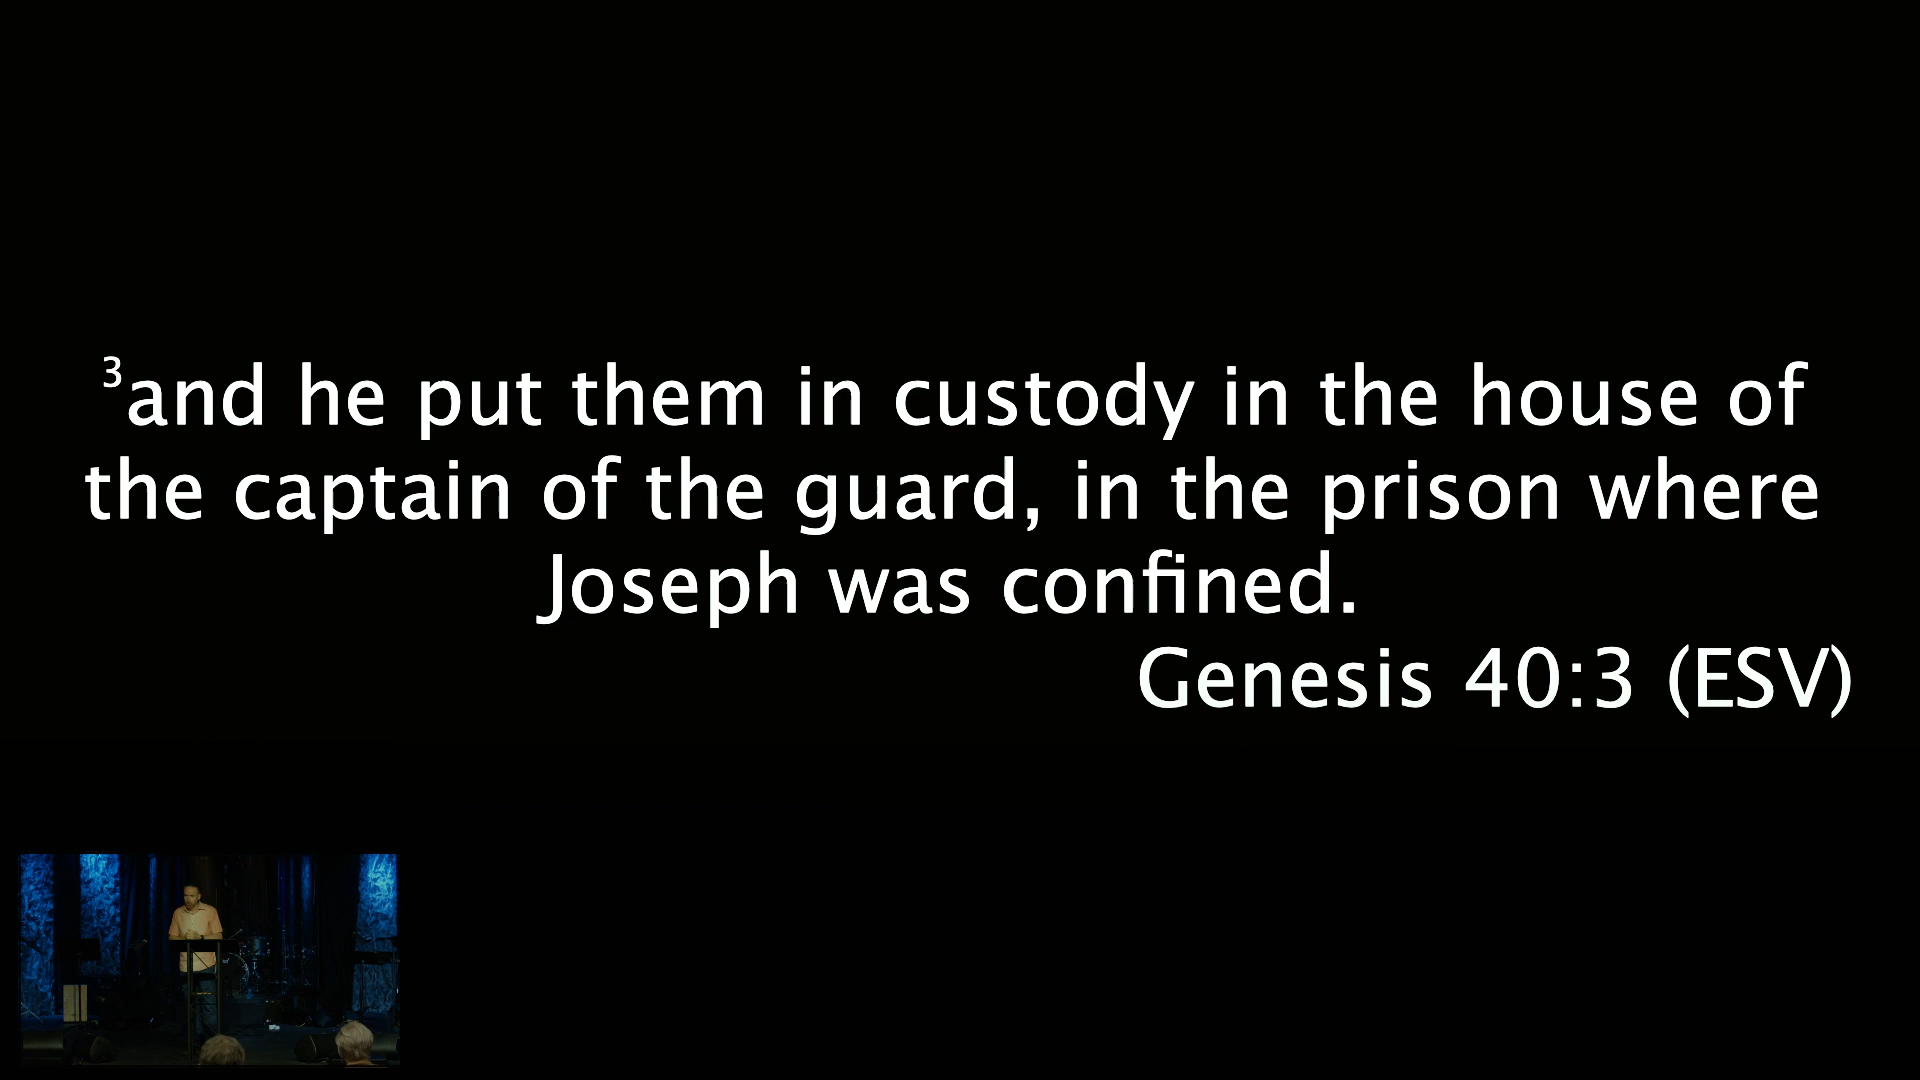 ³and he put them in custody in the house of
the captain of the guard, in the prison where
Joseph was confined.
Genesis 40:3 (ESV)